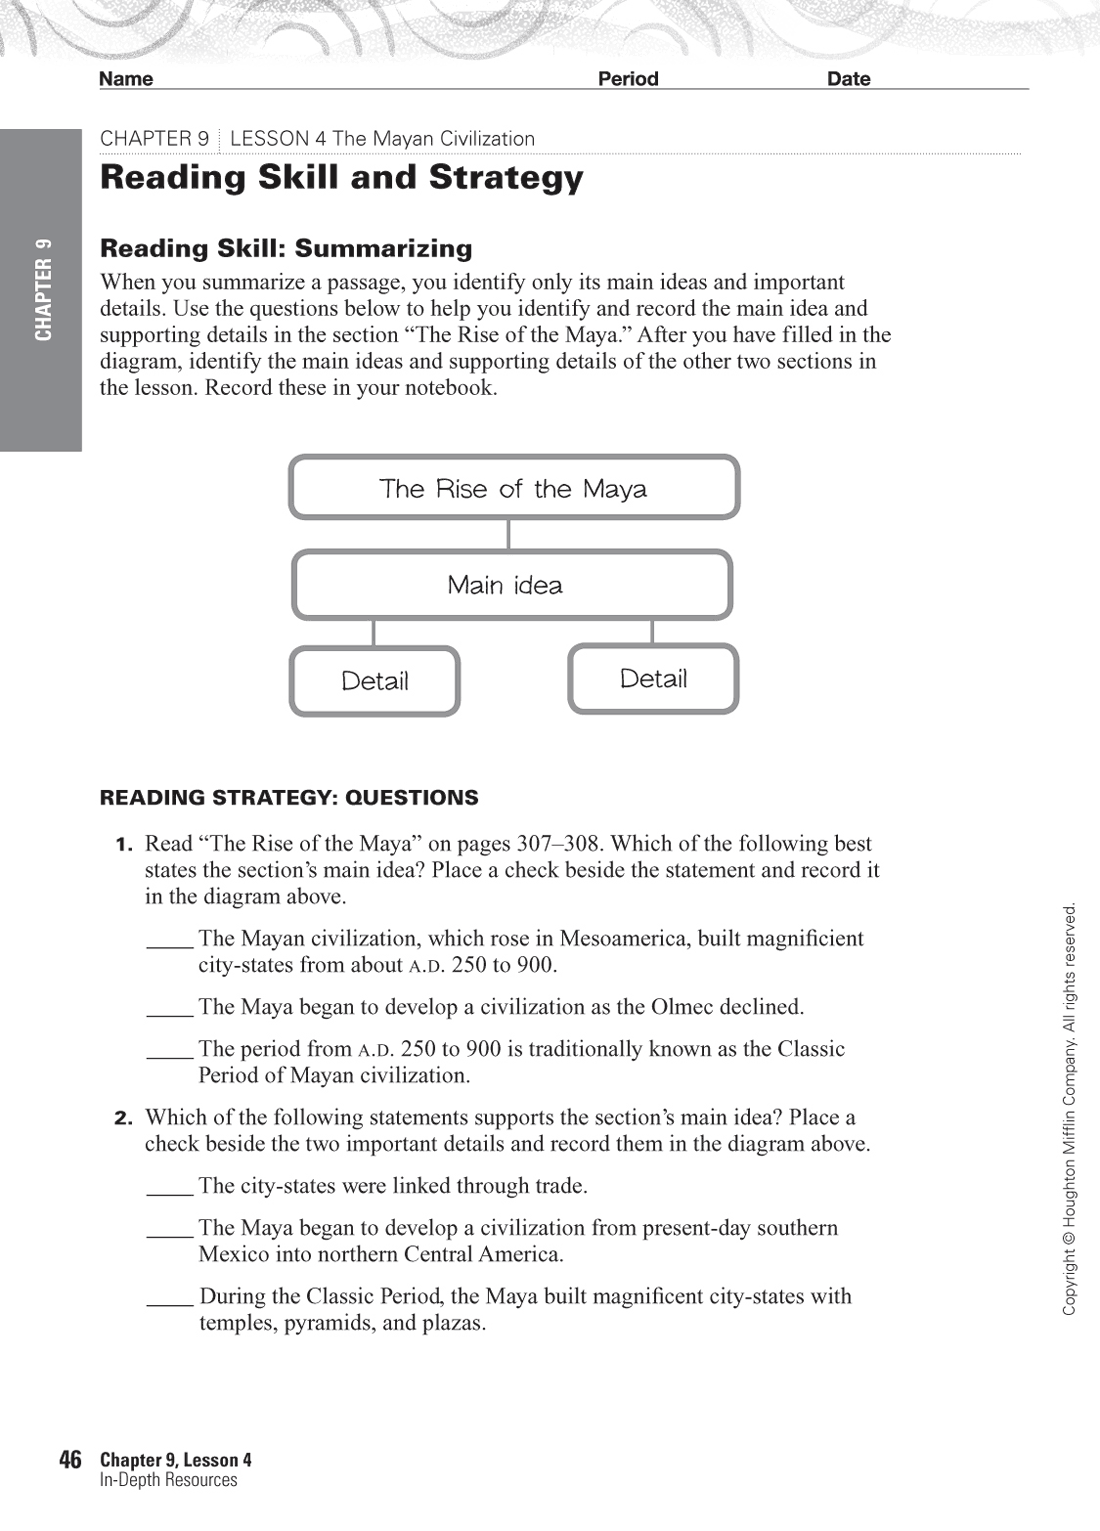 Name Period Date
CHAPTER 9 LESSON 4 The Mayan Civilization
Reading Skill and Strategy
CHAPTER 9
Reading Skill: Summarizing
When you summarize a passage, you identify only its main ideas and important
details. Use the questions below to help you identify and record the main idea and
supporting details in the section “The Rise of the Maya.” After you have filled in the
diagram, identify the main ideas and supporting details of the other two sections in
the lesson. Record these in your notebook.
The Rise of the Maya
Main idea
Detail
Detail
READING STRATEGY: QUESTIONS
1. Read “The Rise of the Maya” on pages 307–308. Which of the following best
states the section’s main idea? Place a check beside the statement and record it
in the diagram above.
____ The Mayan civilization, which rose in Mesoamerica, built magnificient
city-states from about A.D. 250 to 900.
____ The Maya began to develop a civilization as the Olmec declined.
____ The period from A.D. 250 to 900 is traditionally known as the Classic
Period of Mayan civilization.
2. Which of the following statements supports the section’s main idea? Place a
check beside the two important details and record them in the diagram above.
____ The city-states were linked through trade.
____ The Maya began to develop a civilization from present-day southern
Mexico into northern Central America.
____ During the Classic Period, the Maya built magnificent city-states with
temples, pyramids, and plazas.
Copyright © Houghton Mifflin Company. All rights reserved.
46 Chapter 9, Lesson 4
In-Depth Resources